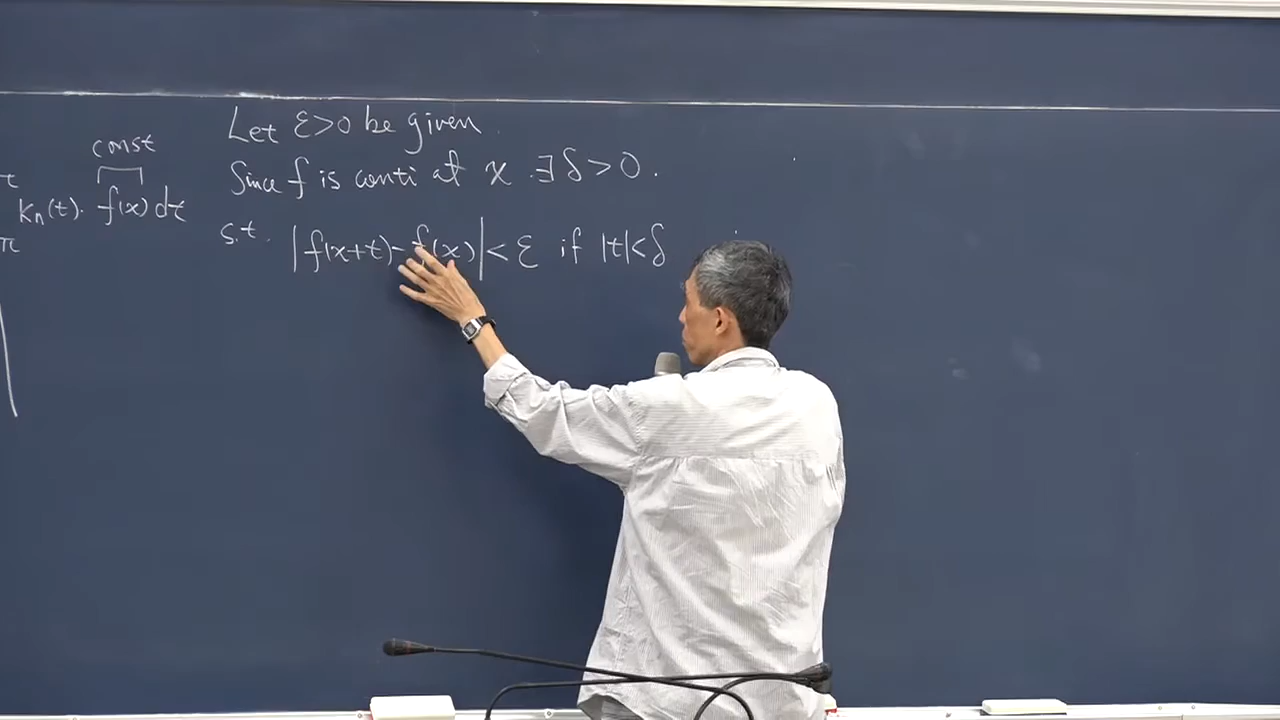 const
π
Kn(t). f(x) dt
π
Let ε>0 be given.
Since f is conti at x . ∃ δ > 0 .
s.t. |f(x+t)-f(x)| < ε if |t|<δ